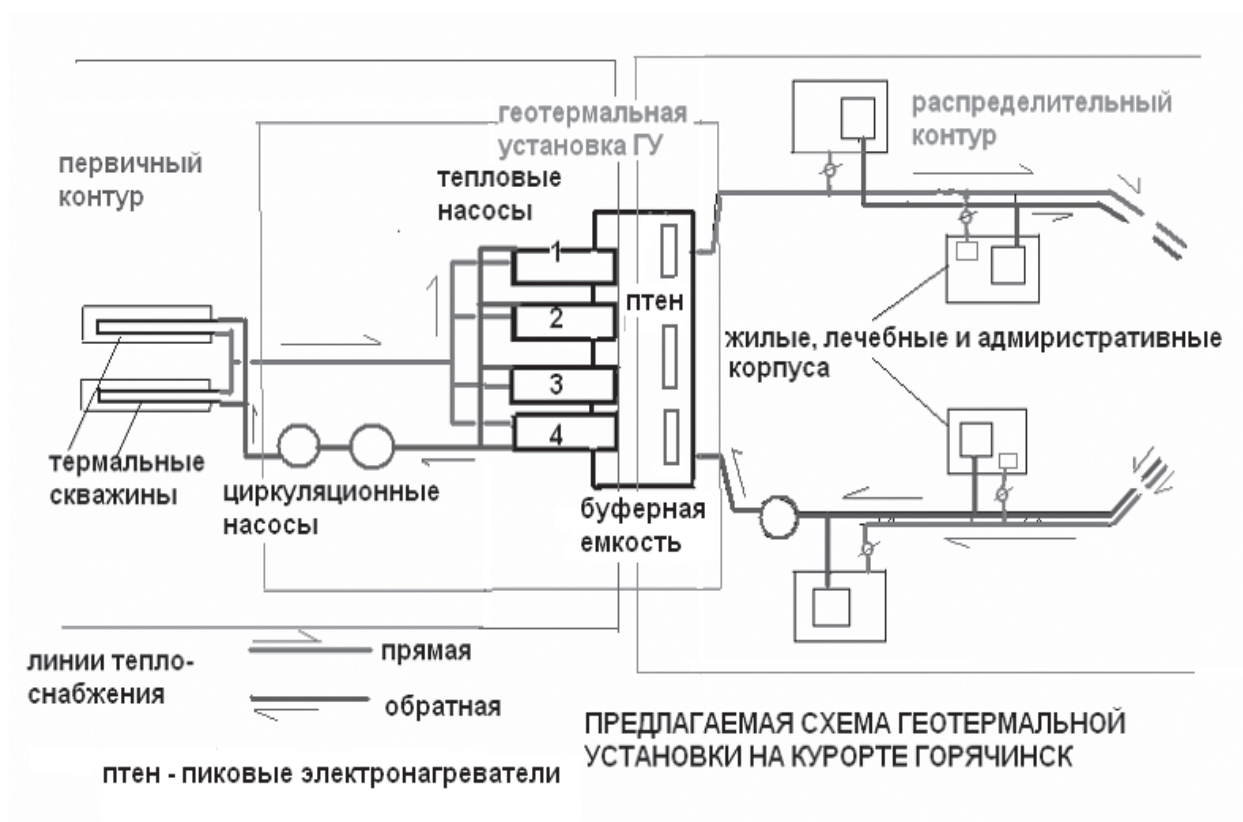 геотермальная
установка ГУ
распределительный
контур
первичный
контур
тепловые
насосы
1
2
3
4
птен
жилые, лечебные и адмиристративные
корпуса
термальные
скважины
циркуляционные
насосы
буферная
емкость
линии тепло-
снабжения
прямая
обратная
ПРЕДЛАГАЕМАЯ СХЕМА ГЕОТЕРМАЛЬНОЙ
УСТАНОВКИ НА КУРОРТЕ ГОРЯЧИНСК
птен - пиковые электронагреватели